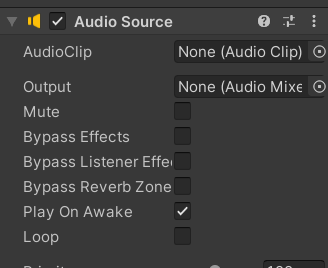 Audio Source
AudioClip None (Audio Clip)
Output None (Audio Mixe
Mute
Bypass Effects
Bypass Listener Effe
Bypass Reverb Zone
Play On Awake
Loop